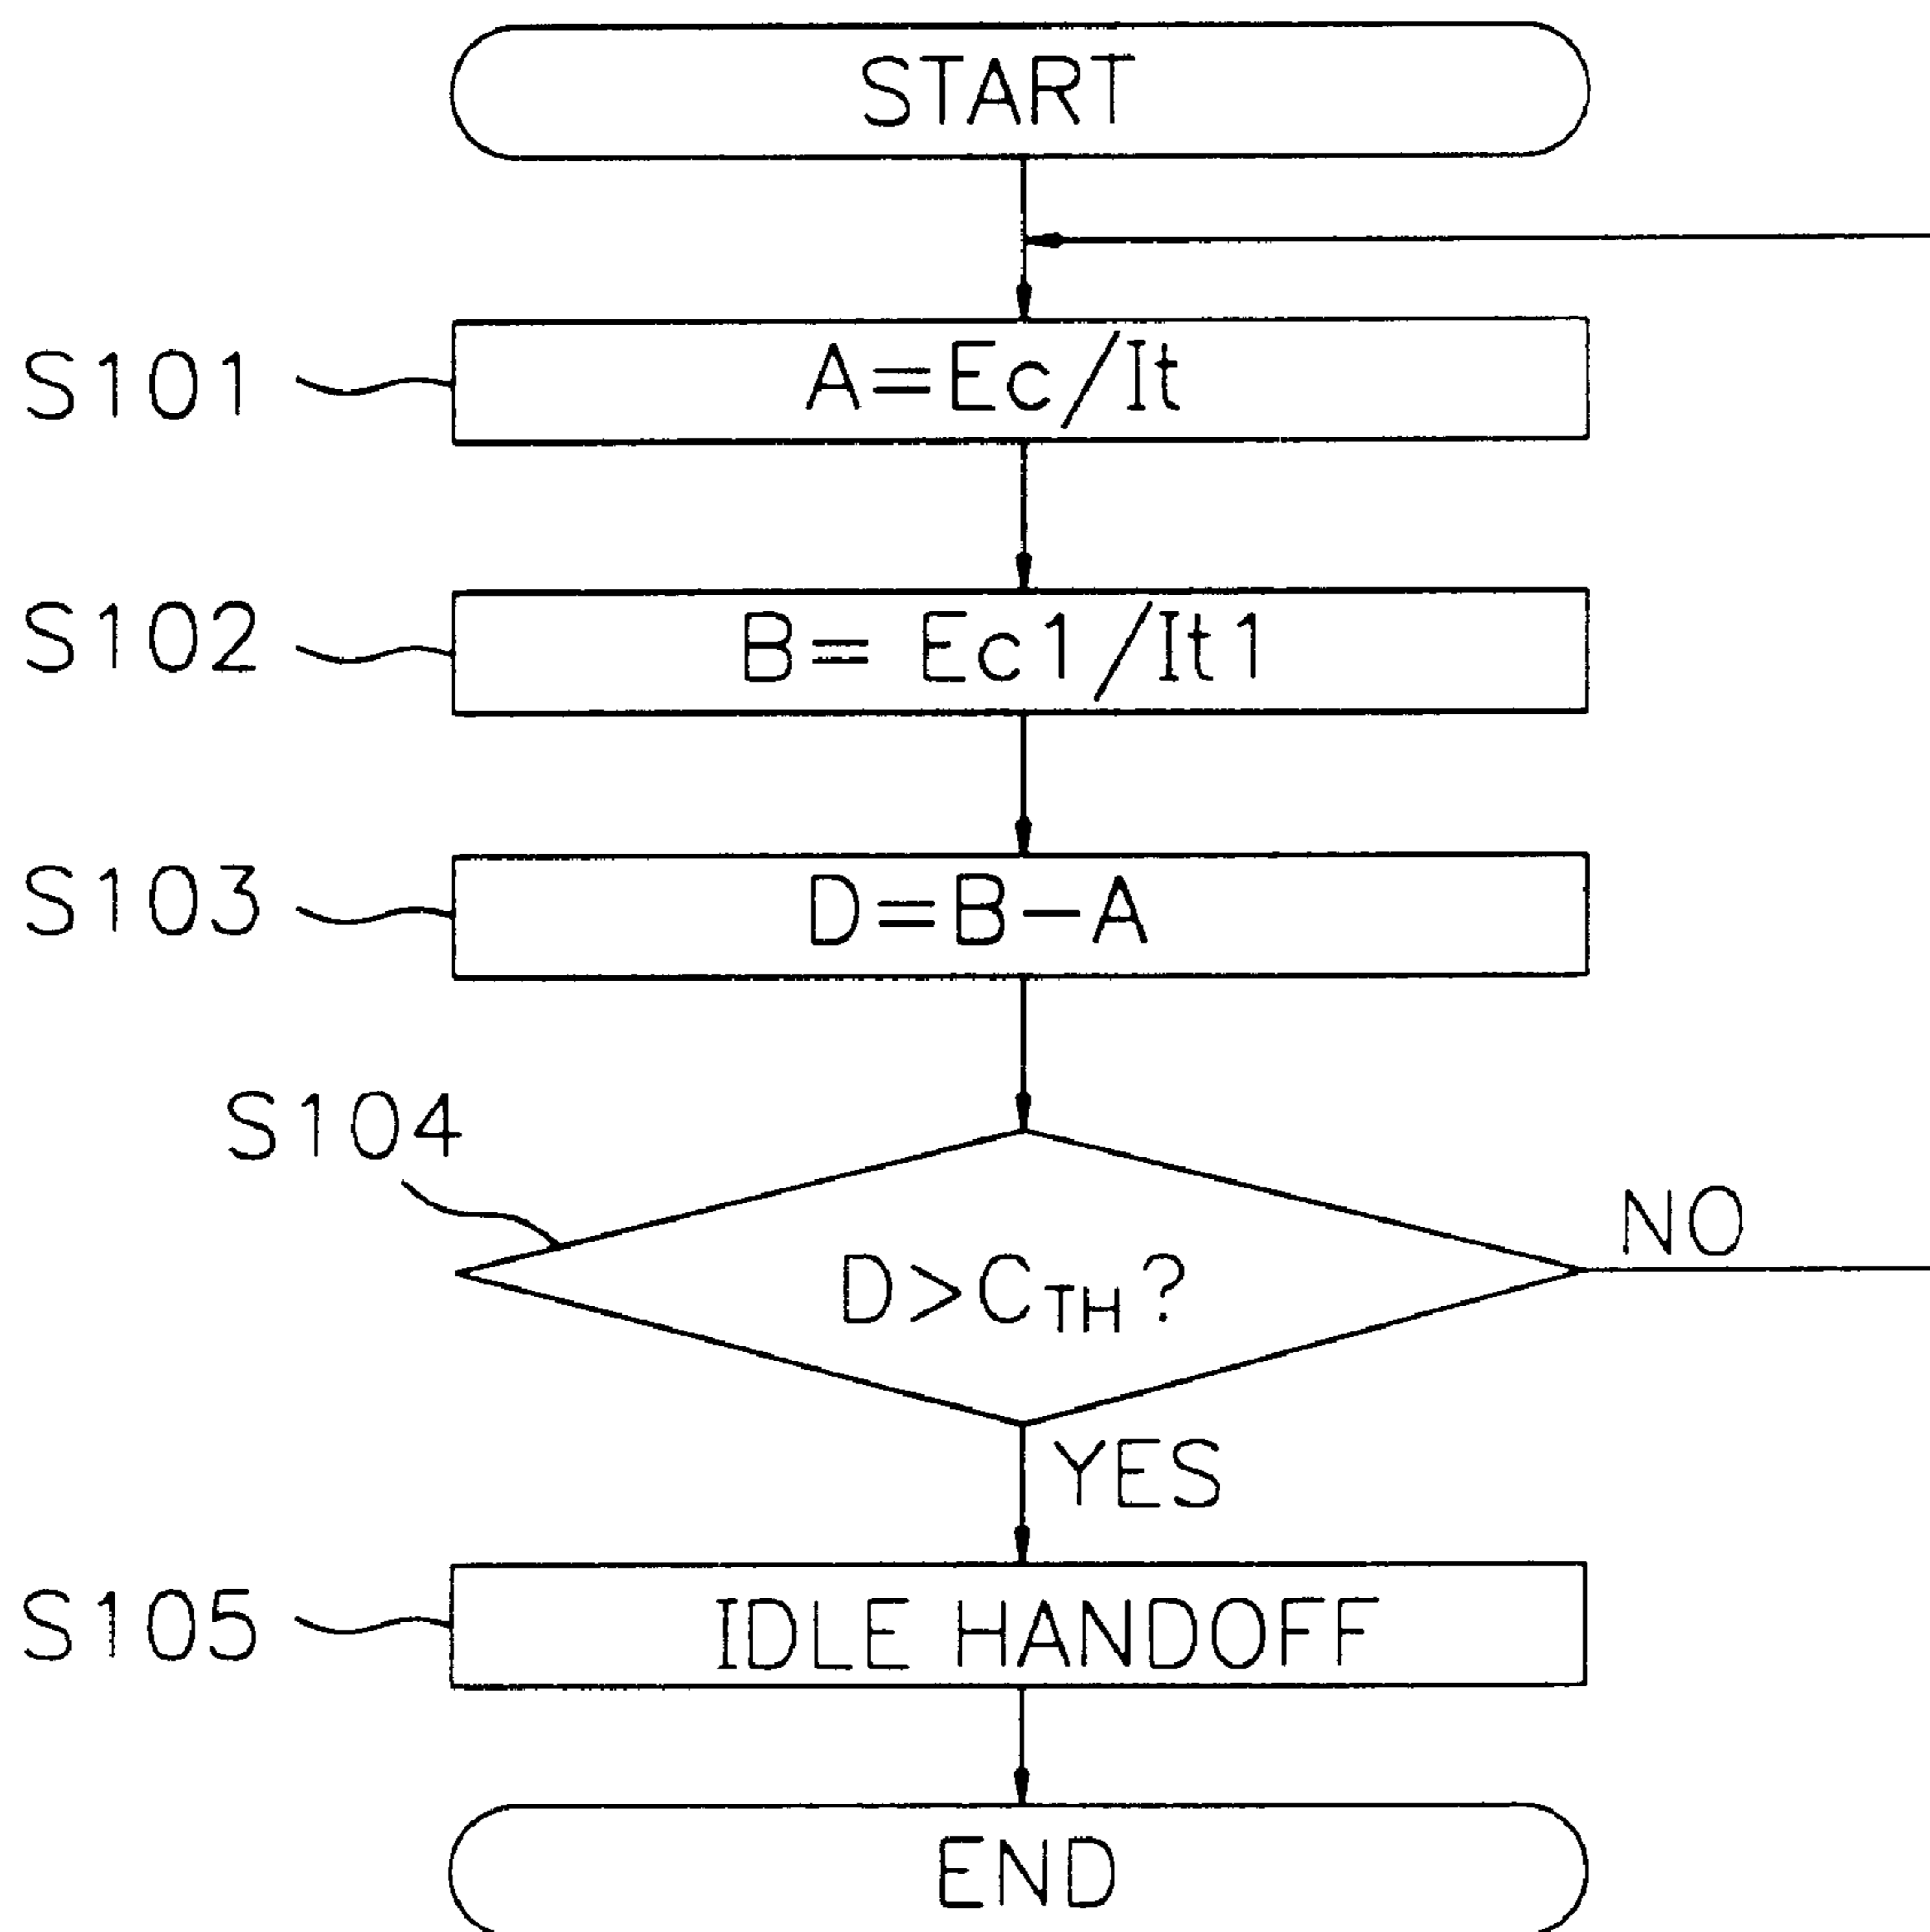 START
S101
A=Ec/It
S102
B= Ec1/It1
S103
D=B-A
S104
D>CTH?
NO
YES
S105
IDLE HANDOFF
END